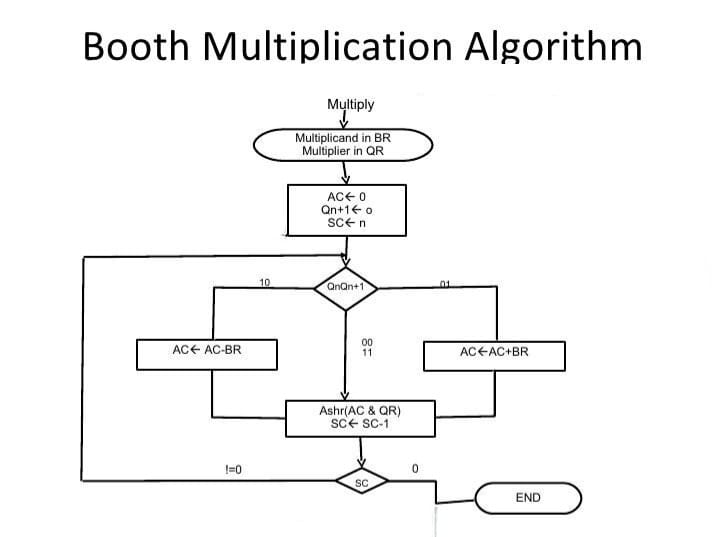 Booth Multiplication Algorithm
Multiply
Multiplicand in BR
Multiplier in QR
AC← 0
Qn+1← o
SC← n
10
QnQn+1
01
AC← AC-BR
00
11
AC←AC+BR
Ashr(AC & QR)
SC← SC-1
!=0
0
SC
END